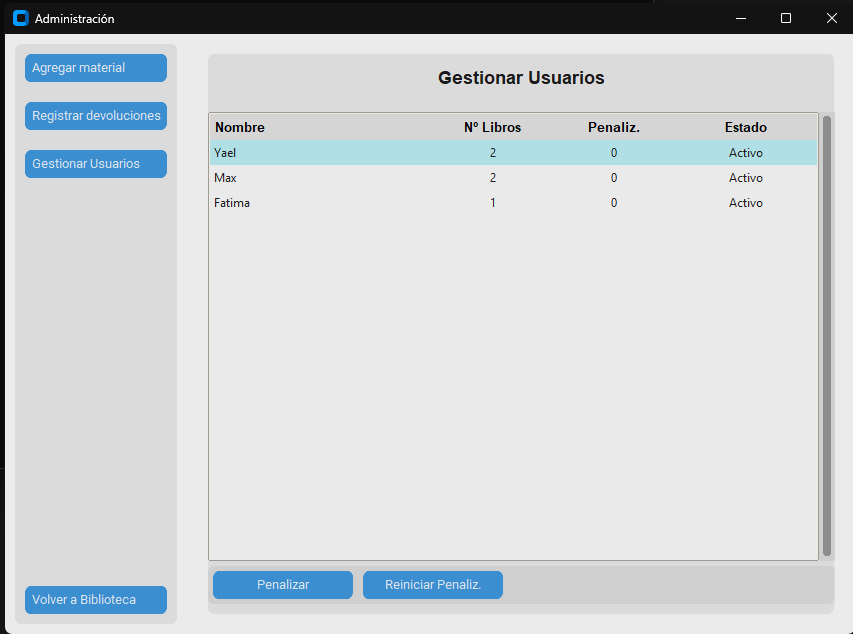 Administración
Agregar material
Registrar devoluciones
Gestionar Usuarios
Volver a Biblioteca
Gestionar Usuarios
Nombre Nº Libros Penaliz. Estado
Yael 2 0 Activo
Max 2 0 Activo
Fatima 1 0 Activo
Penalizar Reiniciar Penaliz.